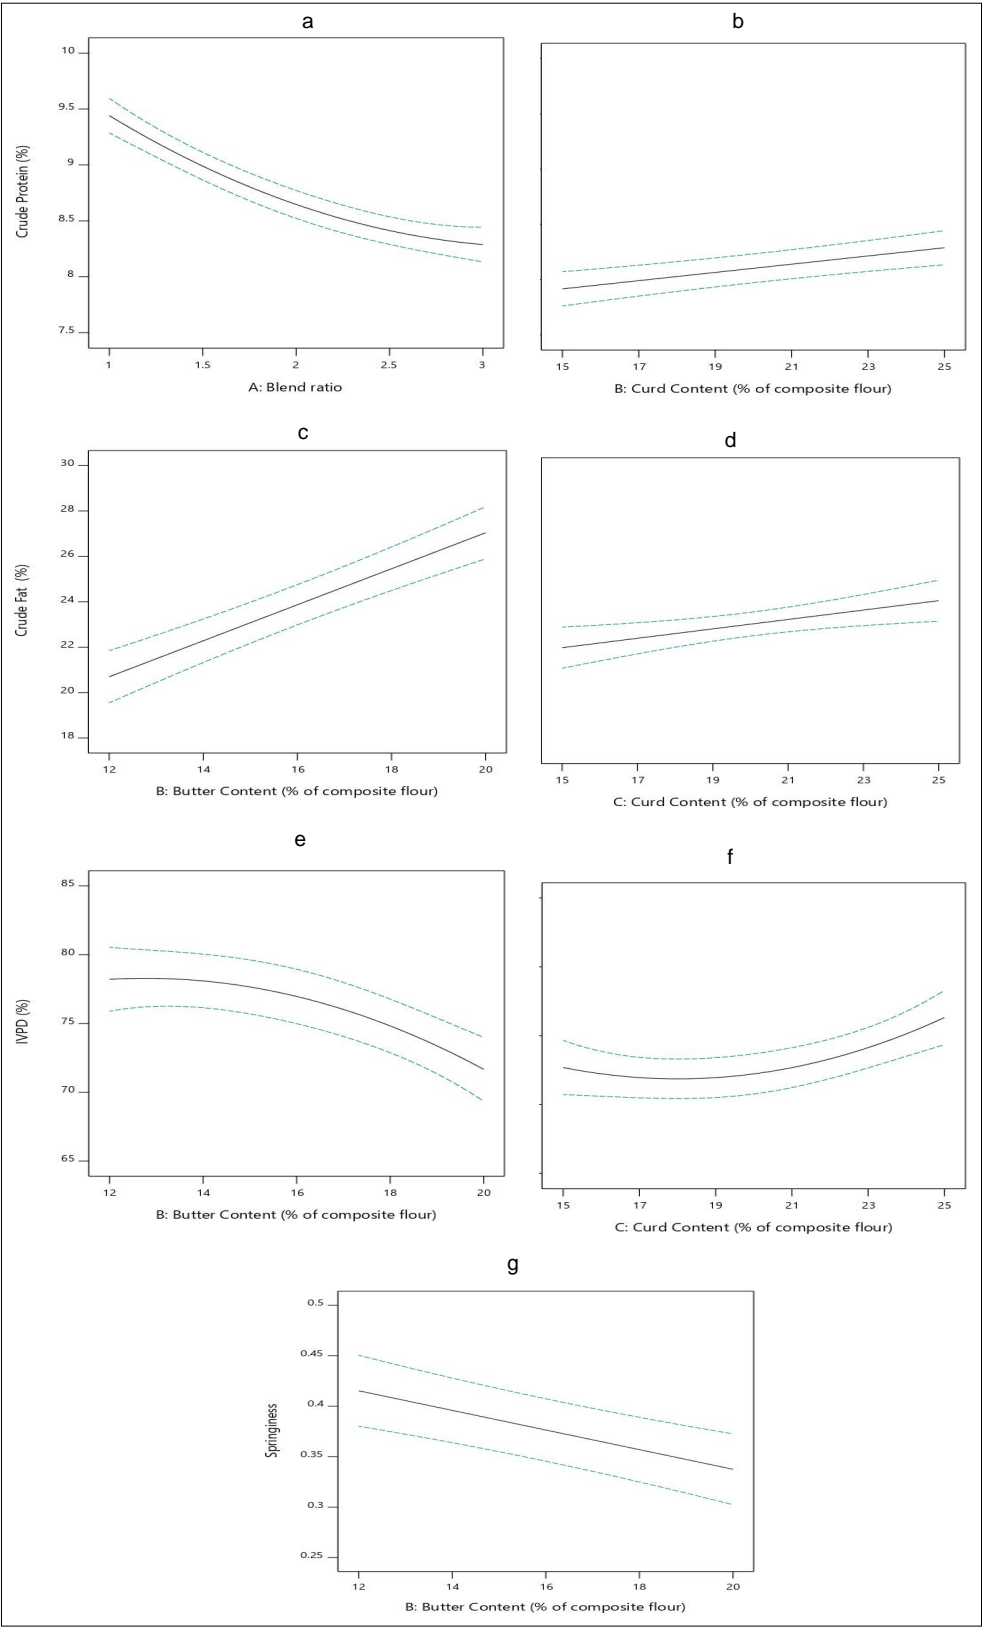 a
b
10
9.5
9
8.5
8
7.5
Crude Protein (%)
1 1.5 2 2.5 3
A: Blend ratio
15 17 19 21 23 25
B: Curd Content (% of composite flour)
c
d
30
28
26
24
22
20
18
Crude Fat (%)
12 14 16 18 20
B: Butter Content (% of composite flour)
15 17 19 21 23 25
C: Curd Content (% of composite flour)
e
f
85
80
75
70
65
IVPD (%)
12 14 16 18 20
B: Butter Content (% of composite flour)
15 17 19 21 23 25
C: Curd Content (% of composite flour)
g
0.5
0.45
0.4
0.35
0.3
0.25
Springiness
12 14 16 18 20
B: Butter Content (% of composite flour)